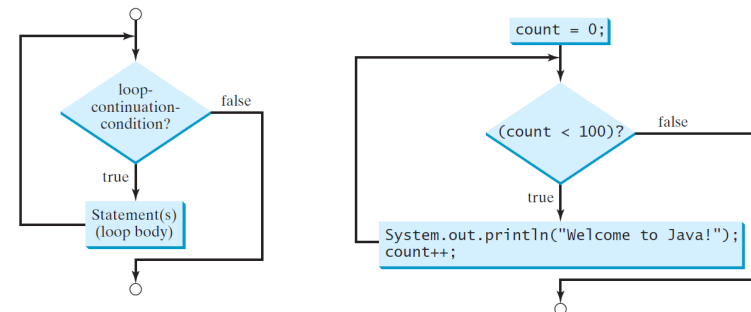 loop-
continuation-
condition?
false
true
Statement(s)
(loop body)
count = 0;
(count < 100)?
false
true
System.out.println("Welcome to Java!");
count++;